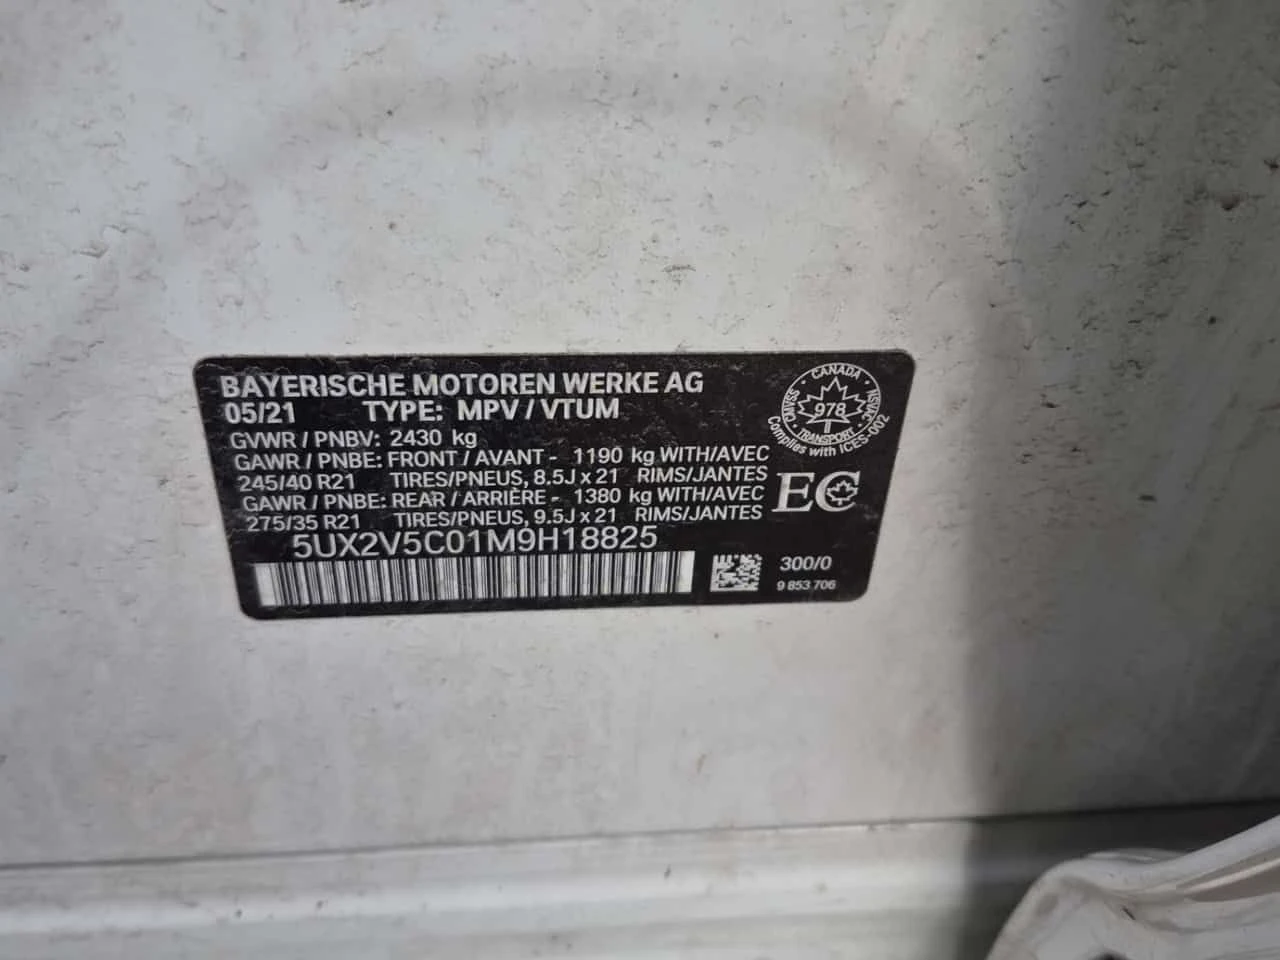 BAYERISCHE MOTOREN WERKE AG
05/21 TYPE: MPV / VTUM
GVWR / PNBV: 2430 kg
GAWR / PNBE: FRONT / AVANT - 1190 kg WITH/AVEC
245/40 R21 TIRES/PNEUS, 8.5J x 21 RIMS/JANTES
GAWR / PNBE: REAR / ARRIÈRE - 1380 kg WITH/AVEC
275/35 R21 TIRES/PNEUS, 9.5J x 21 RIMS/JANTES
5UX2V5C01M9H18825
CANADA
CMVSS
NSVAC
978
TRANSPORT
Complies with ICES-002
EC
300/0
9 853 706